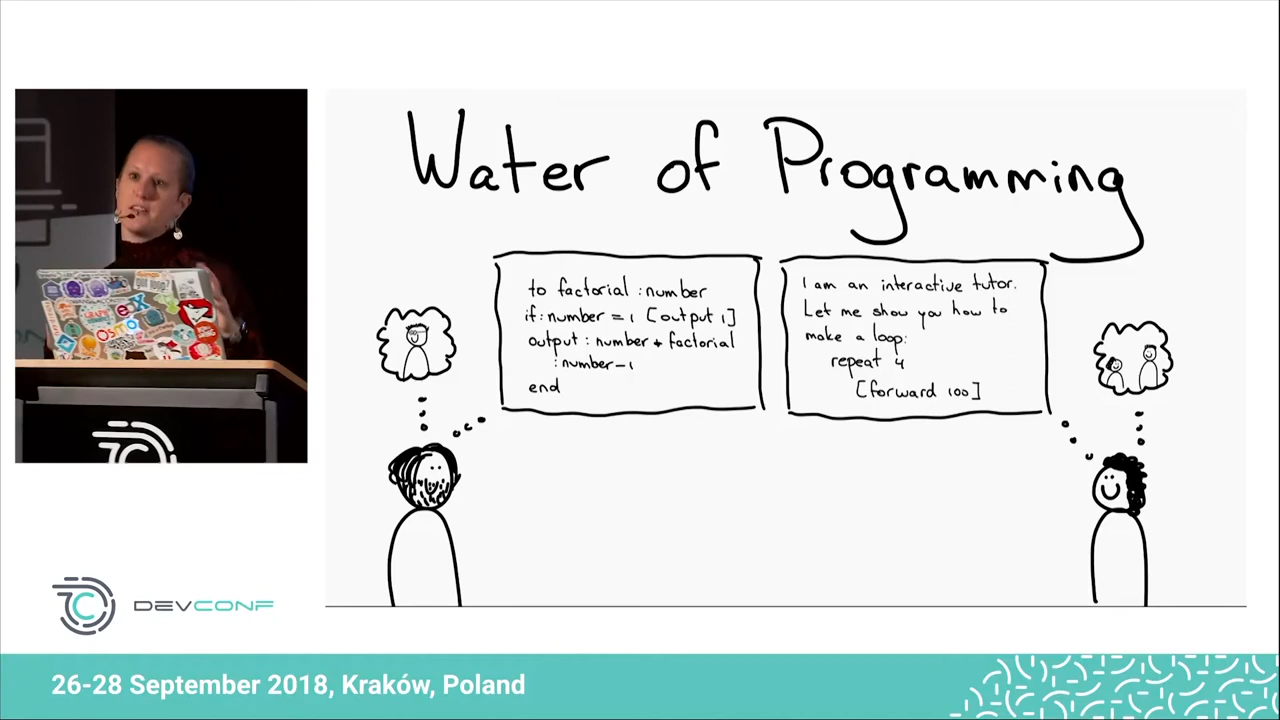 Water of Programming
to factorial :number
if :number = 1 [output 1]
output :number * factorial
:number-1
end
I am an interactive tutor.
Let me show you how to
make a loop:
repeat 4
[forward 100]
DEVCONF
26-28 September 2018, Kraków, Poland